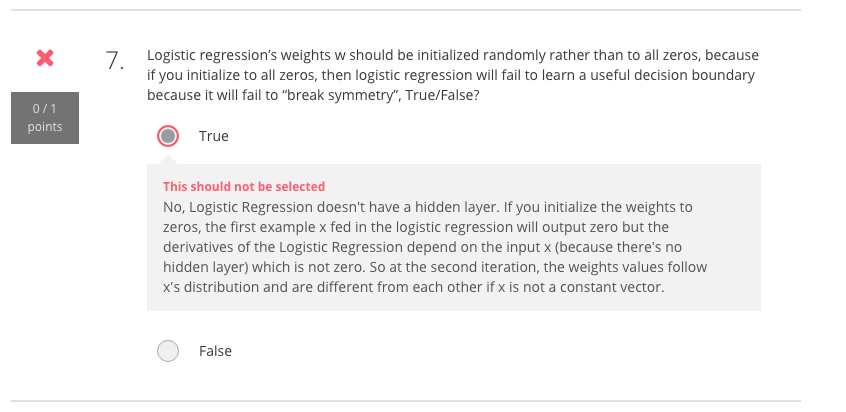 7.
Logistic regression’s weights w should be initialized randomly rather than to all zeros, because
if you initialize to all zeros, then logistic regression will fail to learn a useful decision boundary
because it will fail to “break symmetry”, True/False?
0 / 1
points
True
This should not be selected
No, Logistic Regression doesn't have a hidden layer. If you initialize the weights to
zeros, the first example x fed in the logistic regression will output zero but the
derivatives of the Logistic Regression depend on the input x (because there's no
hidden layer) which is not zero. So at the second iteration, the weights values follow
x's distribution and are different from each other if x is not a constant vector.
False